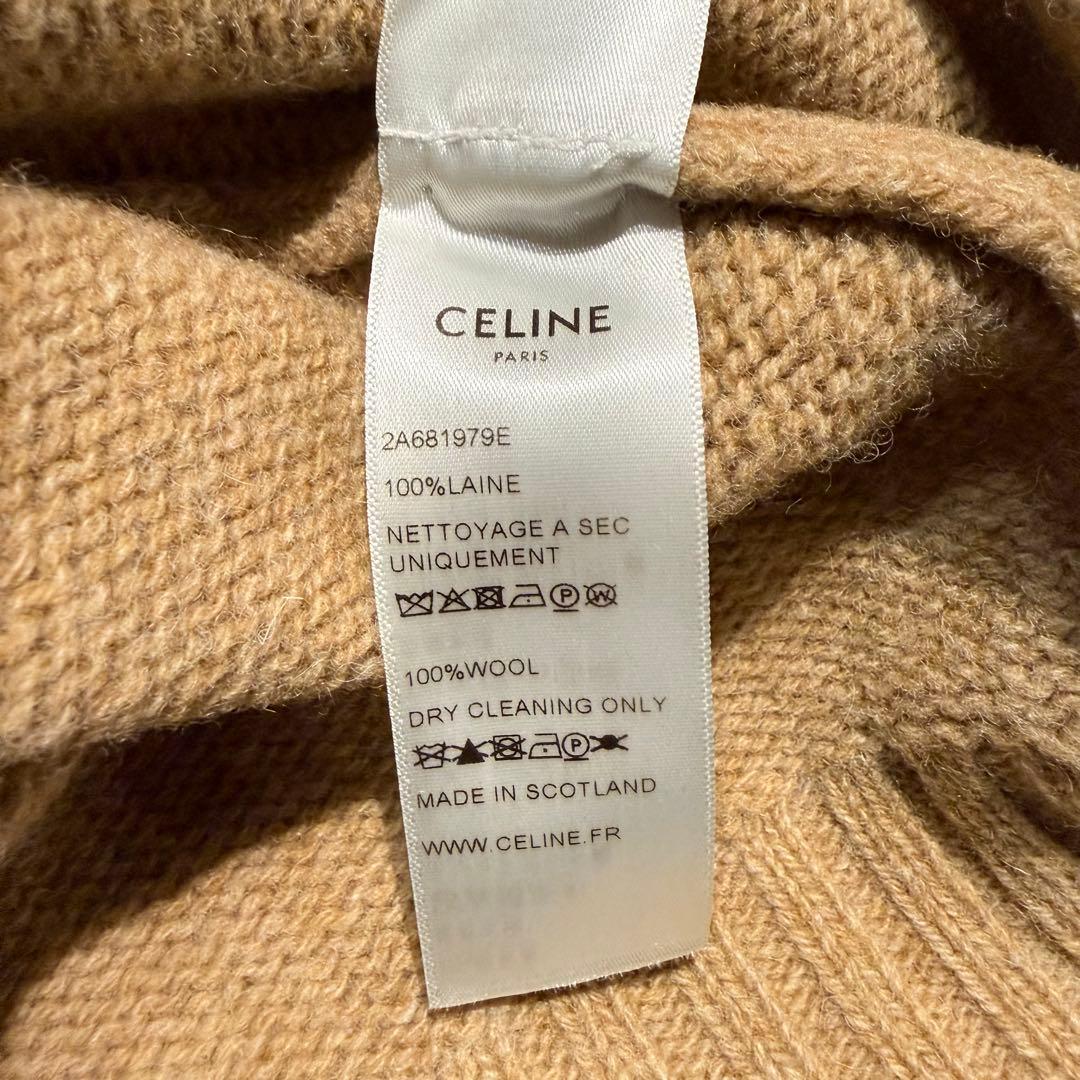 CELINE
PARIS
2A681979E
100%LAINE
NETTOYAGE A SEC
UNIQUEMENT
P W
100%WOOL
DRY CLEANING ONLY
P
MADE IN SCOTLAND
WWW.CELINE.FR